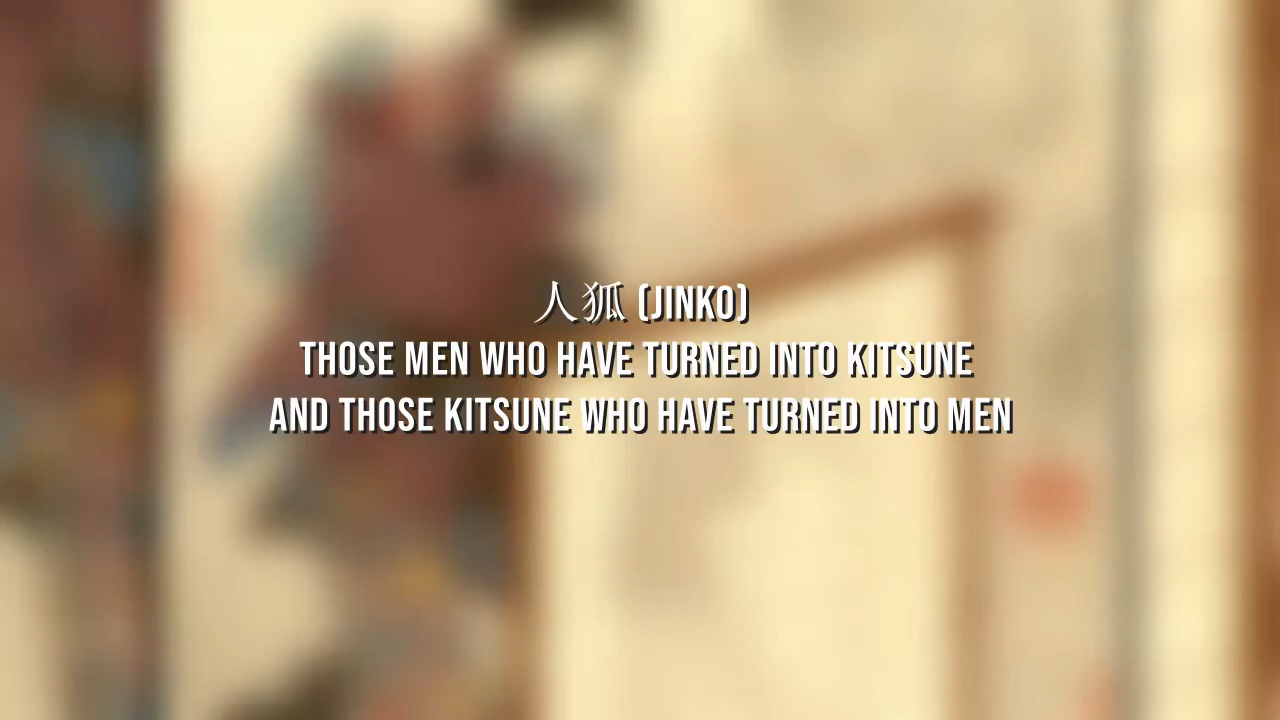 人狐 (JINKO)
THOSE MEN WHO HAVE TURNED INTO KITSUNE
AND THOSE KITSUNE WHO HAVE TURNED INTO MEN